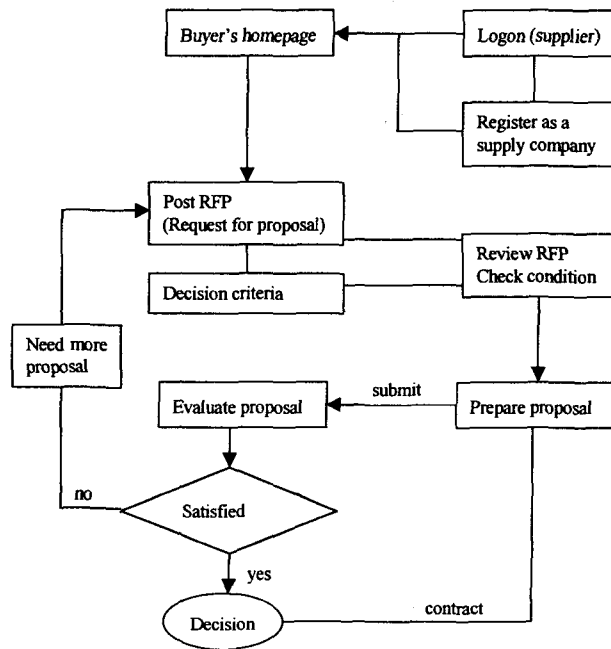 Buyer's homepage
Logon (supplier)
Register as a
supply company
Post RFP
(Request for proposal)
Review RFP
Check condition
Decision criteria
Need more
proposal
Evaluate proposal
submit
Prepare proposal
no
Satisfied
yes
Decision
contract